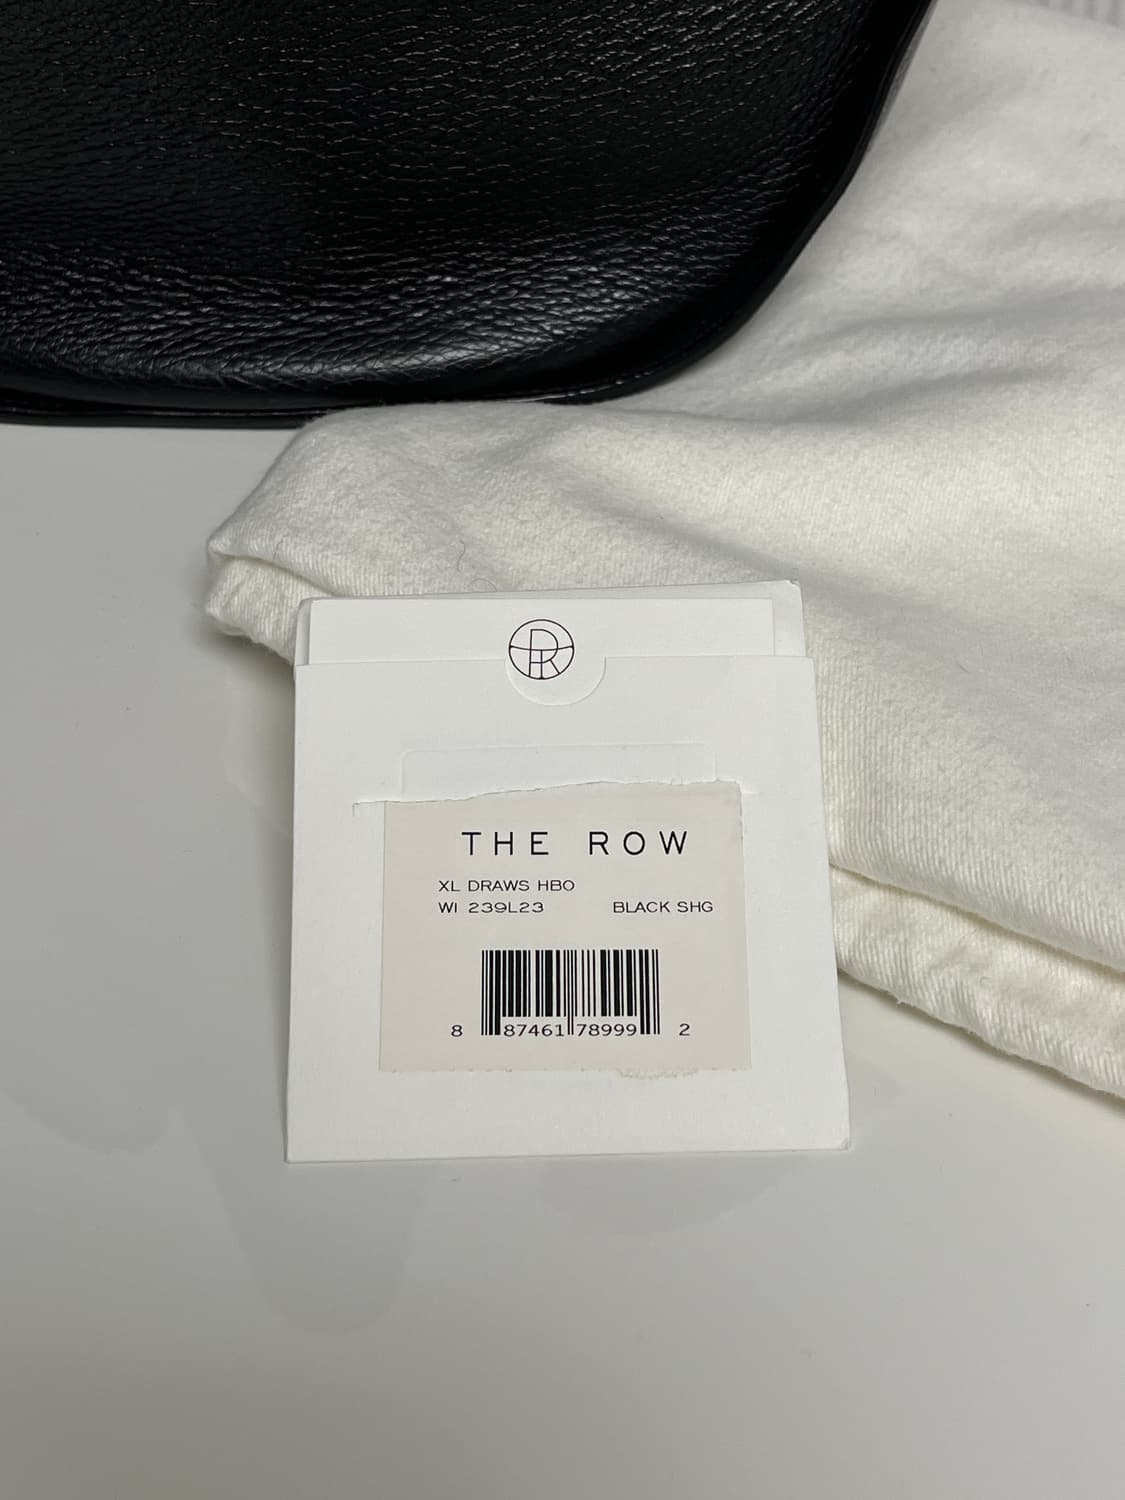 THE ROW
XL DRAWS HBO
WI 239L23 BLACK SHG
8 87461 78999 2